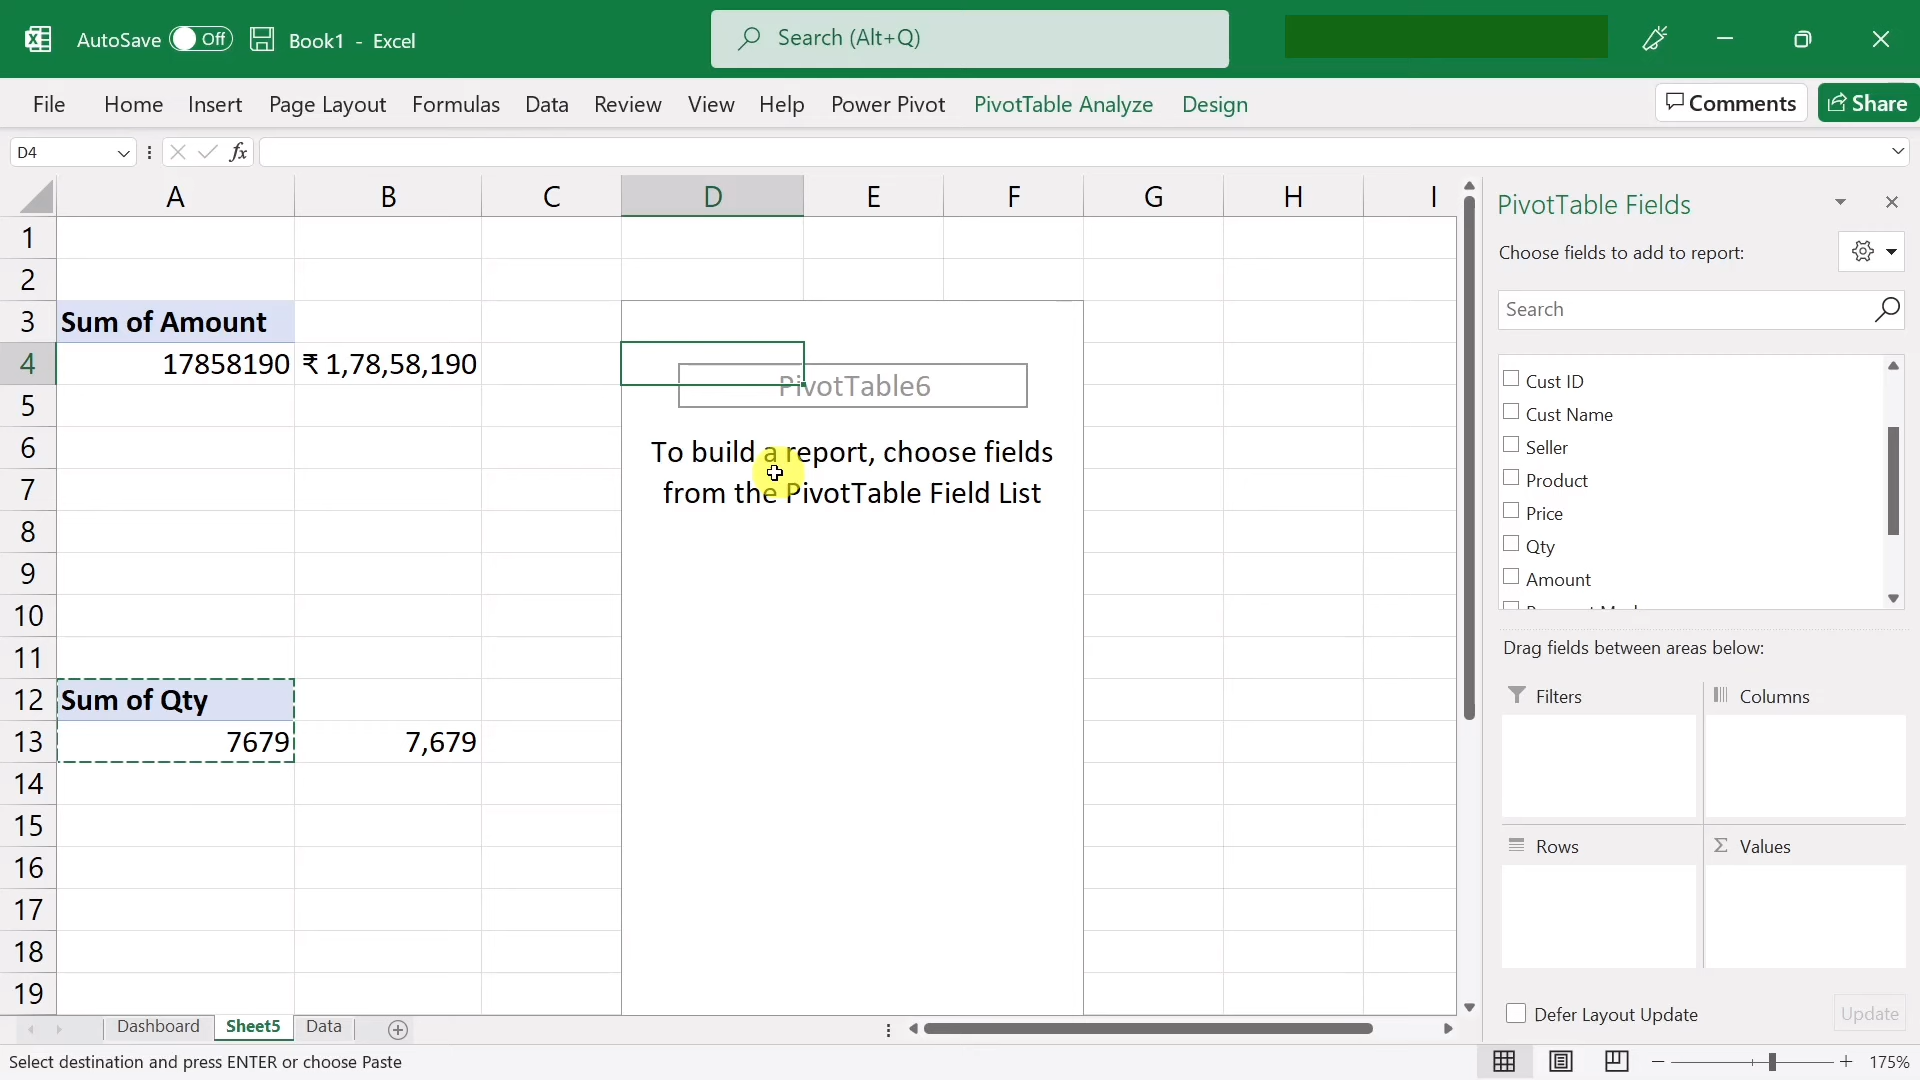 AutoSave Off Book1 - Excel Search (Alt+Q)
File Home Insert Page Layout Formulas Data Review View Help Power Pivot PivotTable Analyze Design Comments Share
D4 fx
A B C D E F G H I
1
2
3 Sum of Amount
4 17858190 ₹ 1,78,58,190
5 PivotTable6
6 To build a report, choose fields
7 from the PivotTable Field List
8
9
10
11
12 Sum of Qty
13 7679 7,679
14
15
16
17
18
19
Dashboard Sheet5 Data
Select destination and press ENTER or choose Paste
175%
PivotTable Fields
Choose fields to add to report:
Search
Cust ID
Cust Name
Seller
Product
Price
Qty
Amount
Drag fields between areas below:
Filters Columns
Rows Σ Values
Defer Layout Update Update